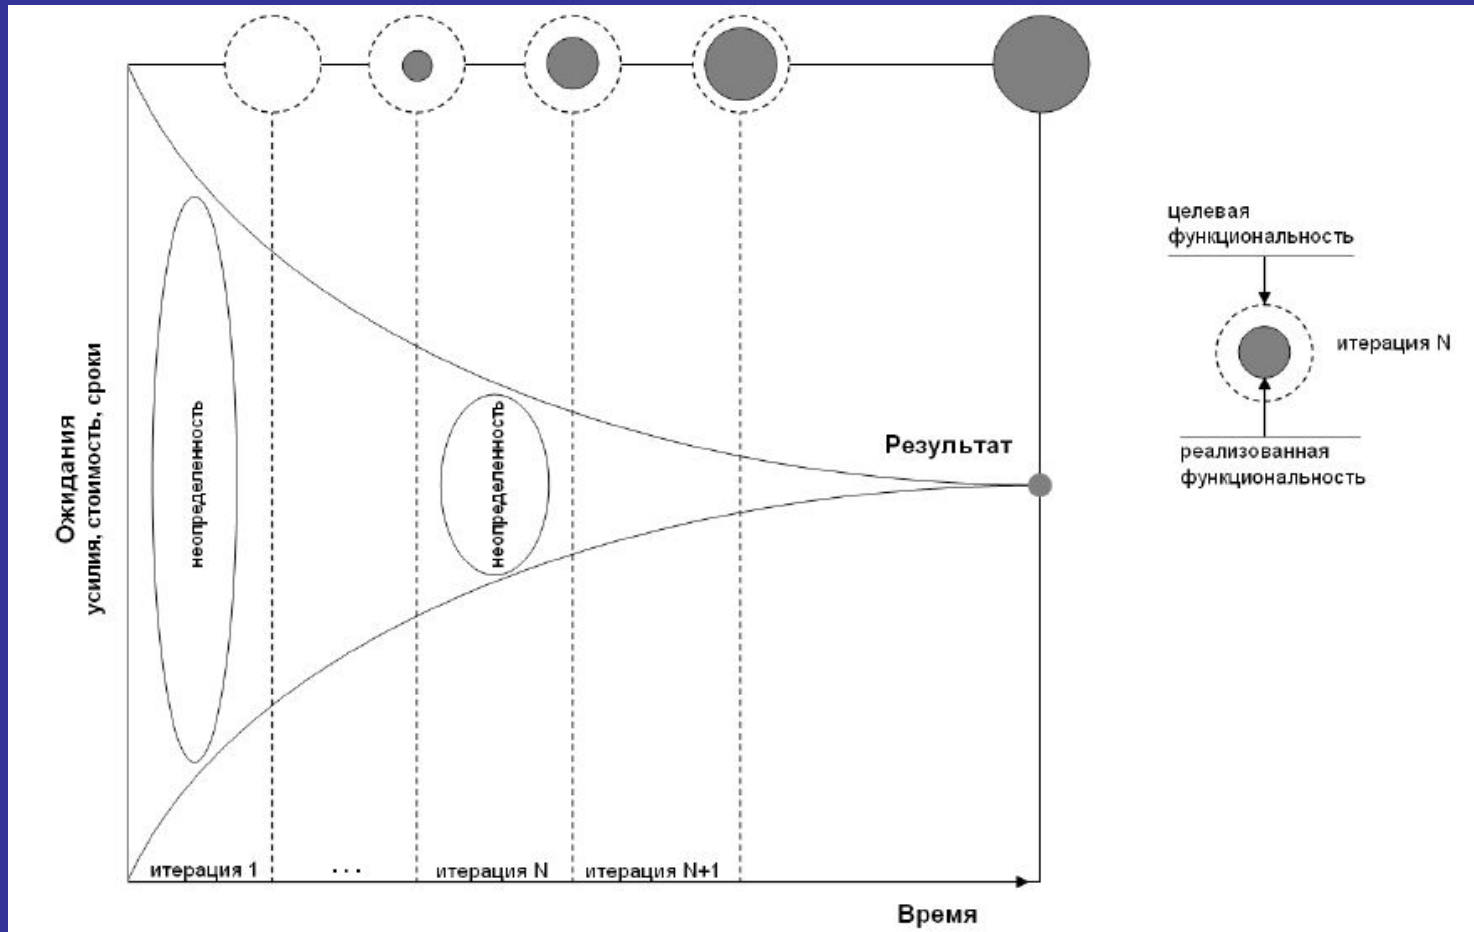 целевая
функциональность
итерация N
реализованная
функциональность
Ожидания
усилия, стоимость, сроки
неопределенность
неопределенность
Результат
итерация 1
...
итерация N
итерация N+1
Время